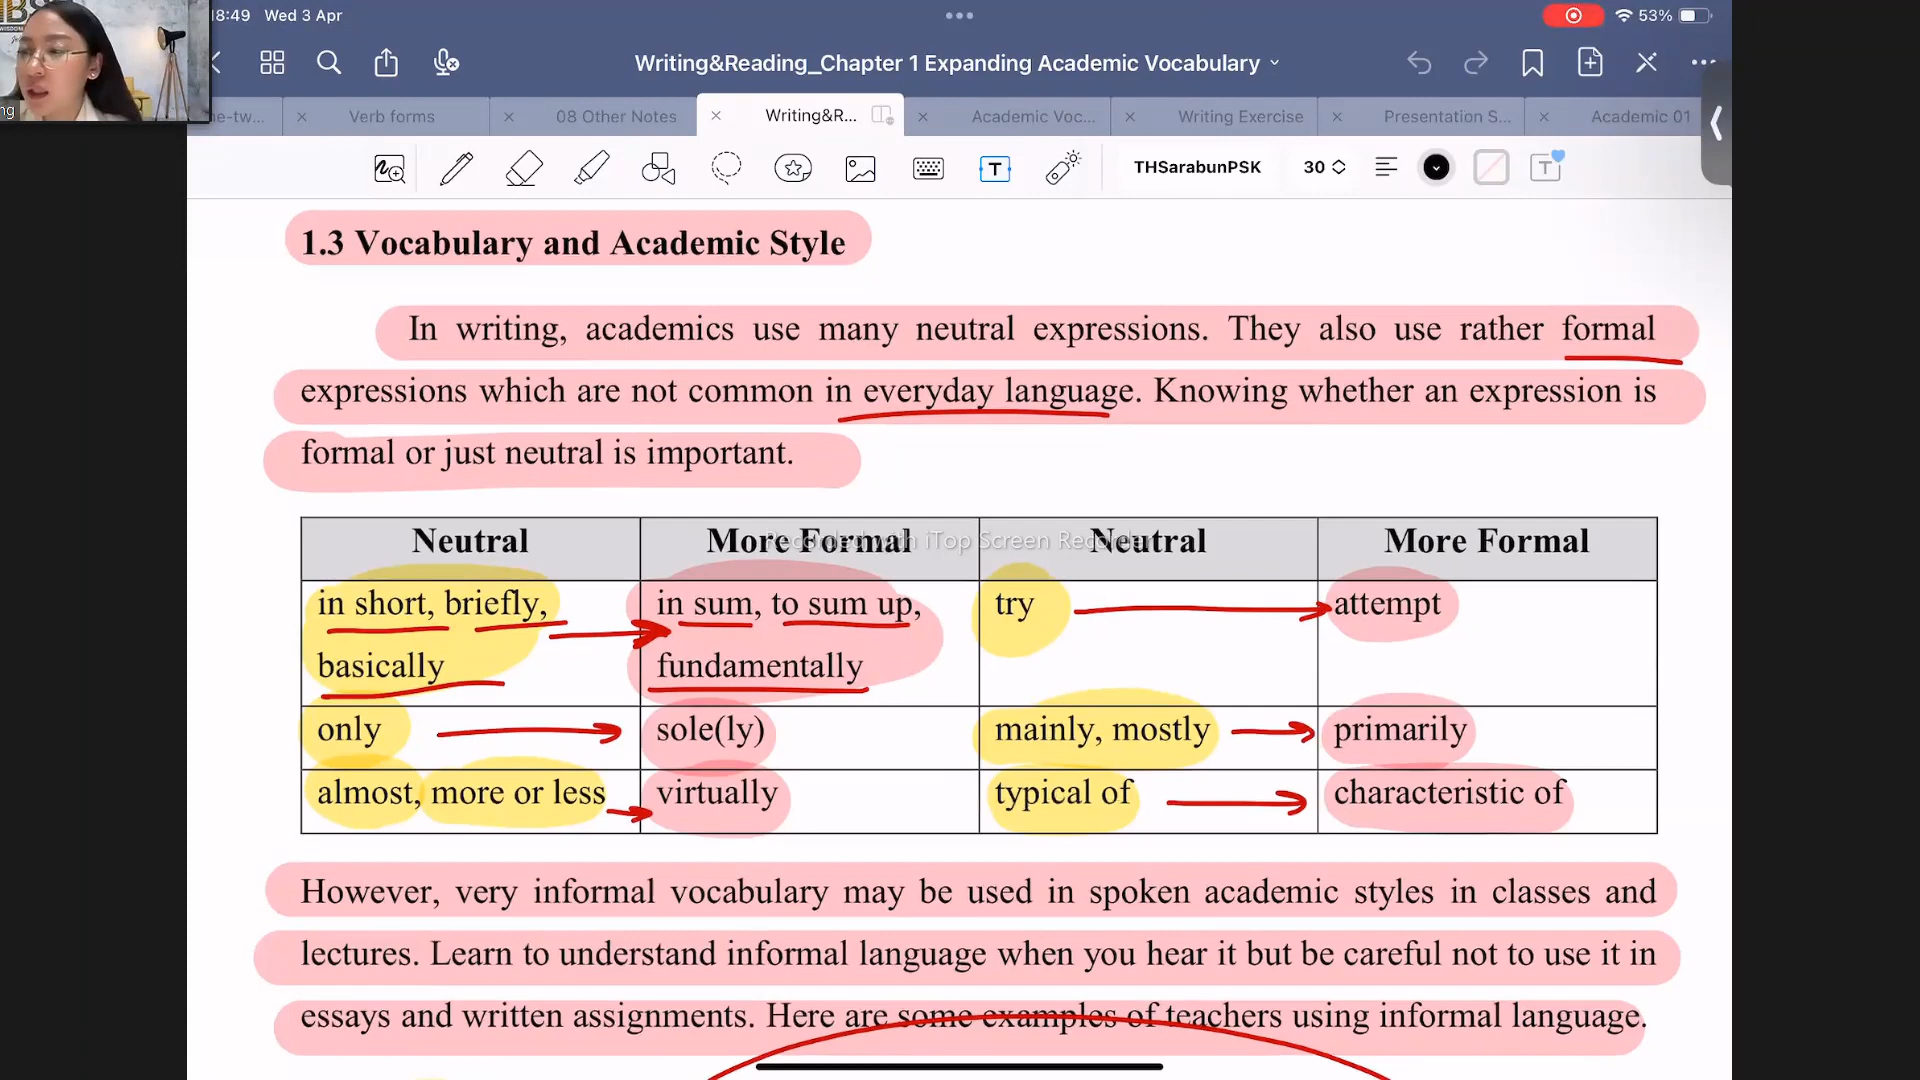 18:49 Wed 3 Apr
53%
Writing&Reading_Chapter 1 Expanding Academic Vocabulary
ne-tw... Verb forms 08 Other Notes Writing&R... Academic Voc... Writing Exercise Presentation S... Academic 01
THSarabunPSK 30
1.3 Vocabulary and Academic Style
In writing, academics use many neutral expressions. They also use rather formal
expressions which are not common in everyday language. Knowing whether an expression is
formal or just neutral is important.
Neutral More Formal Neutral More Formal
Recorded with iTop Screen Recorder
in short, briefly, in sum, to sum up, try attempt
basically fundamentally
only sole(ly) mainly, mostly primarily
almost, more or less virtually typical of characteristic of
However, very informal vocabulary may be used in spoken academic styles in classes and
lectures. Learn to understand informal language when you hear it but be careful not to use it in
essays and written assignments. Here are some examples of teachers using informal language.